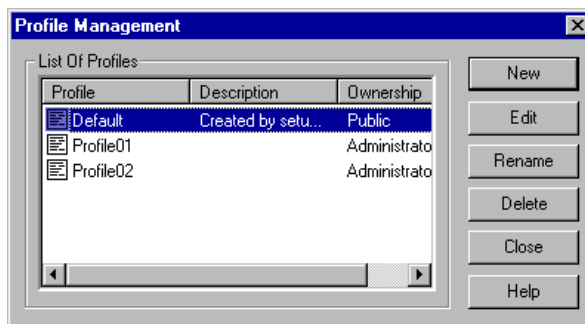 Profile Management
List Of Profiles
Profile Description Ownership
Default Created by setu... Public
Profile01 Administrato
Profile02 Administrato
New
Edit
Rename
Delete
Close
Help